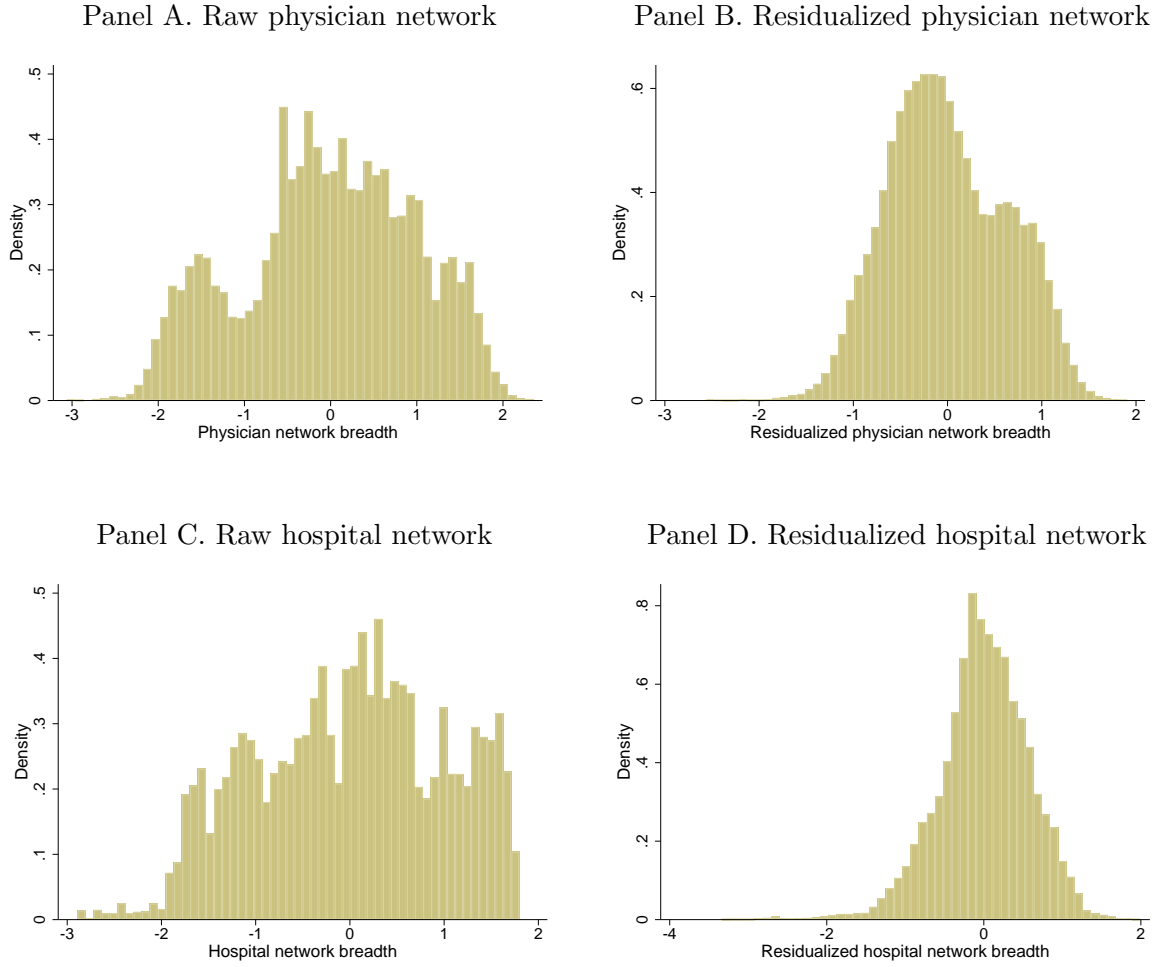 Panel A. Raw physician network
.5
.4
.3
.2
.1
0
Density
-3 -2 -1 0 1 2
Physician network breadth
Panel B. Residualized physician network
.6
.4
.2
0
Density
-3 -2 -1 0 1 2
Residualized physician network breadth
Panel C. Raw hospital network
.5
.4
.3
.2
.1
0
Density
-3 -2 -1 0 1 2
Hospital network breadth
Panel D. Residualized hospital network
.8
.6
.4
.2
0
Density
-4 -2 0 2
Residualized hospital network breadth